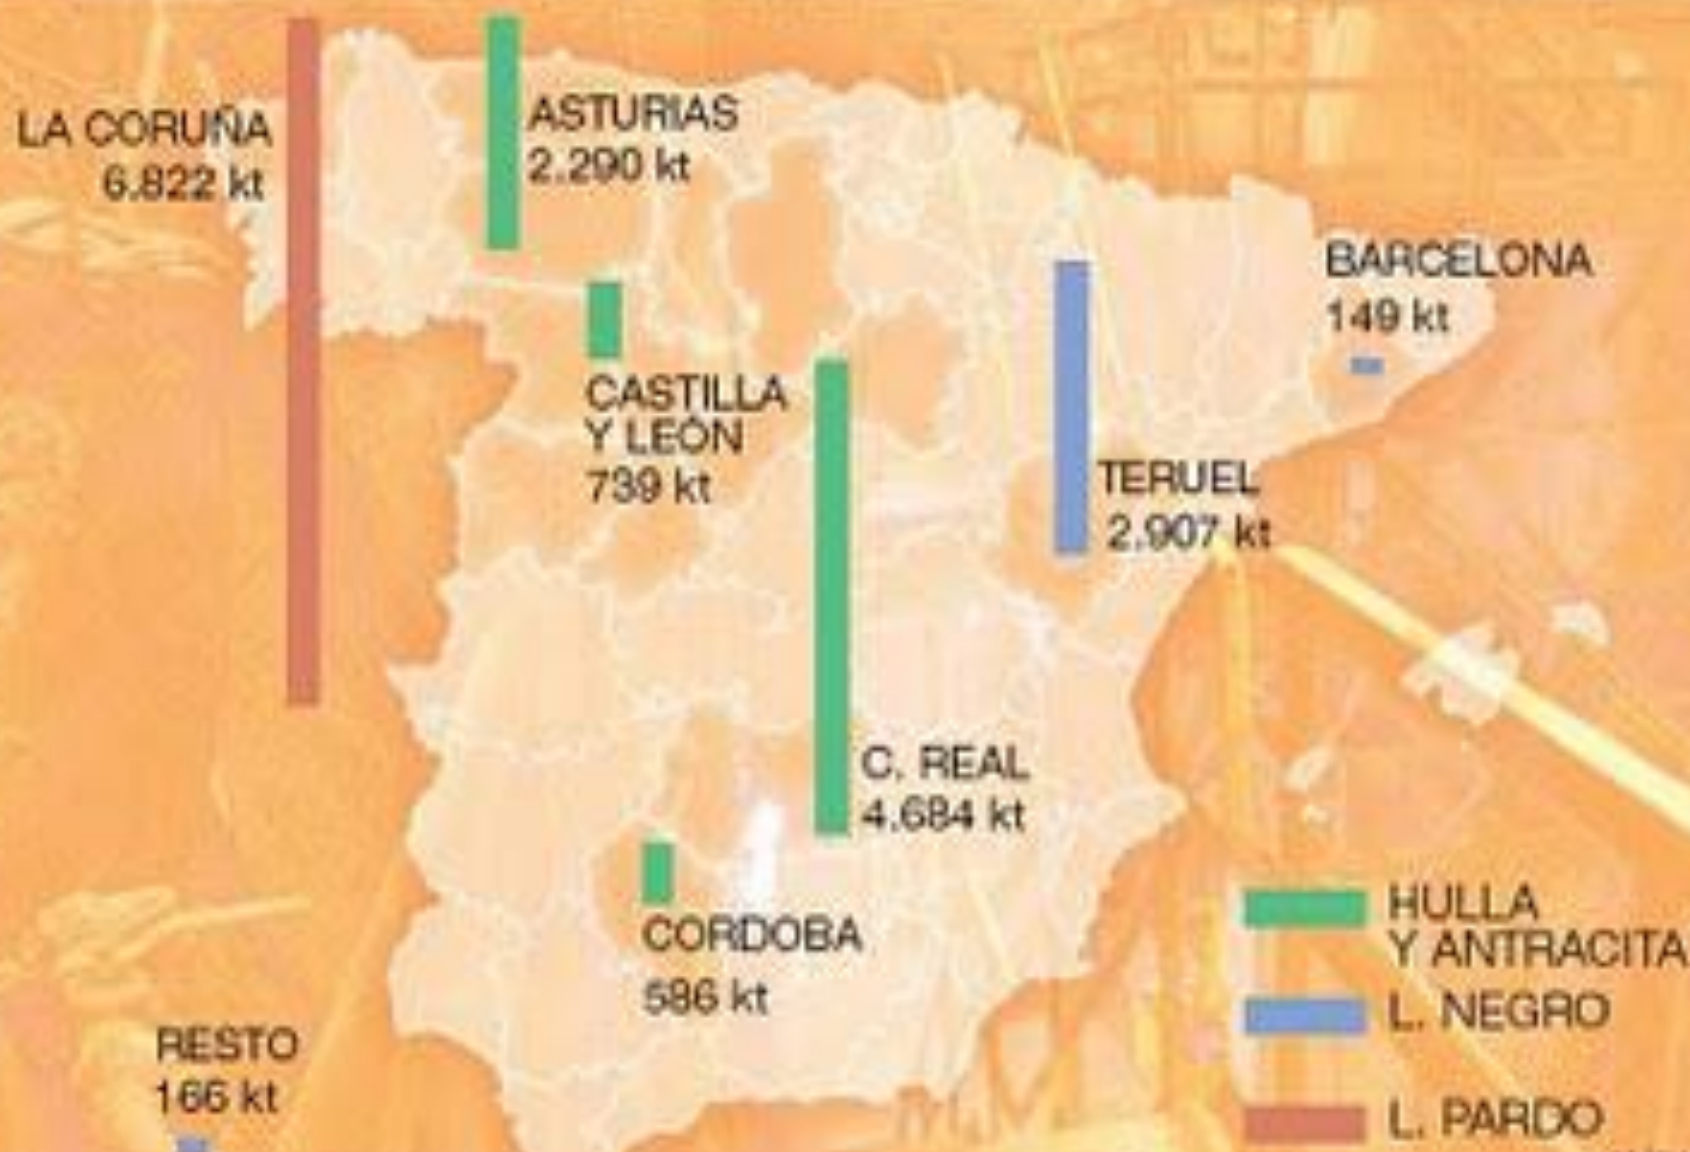 LA CORUÑA
6.822 kt
ASTURIAS
2.290 kt
BARCELONA
149 kt
CASTILLA
Y LEÓN
739 kt
TERUEL
2.907 kt
C. REAL
4.684 kt
CORDOBA
586 kt
RESTO
166 kt
HULLA
Y ANTRACITA
L. NEGRO
L. PARDO